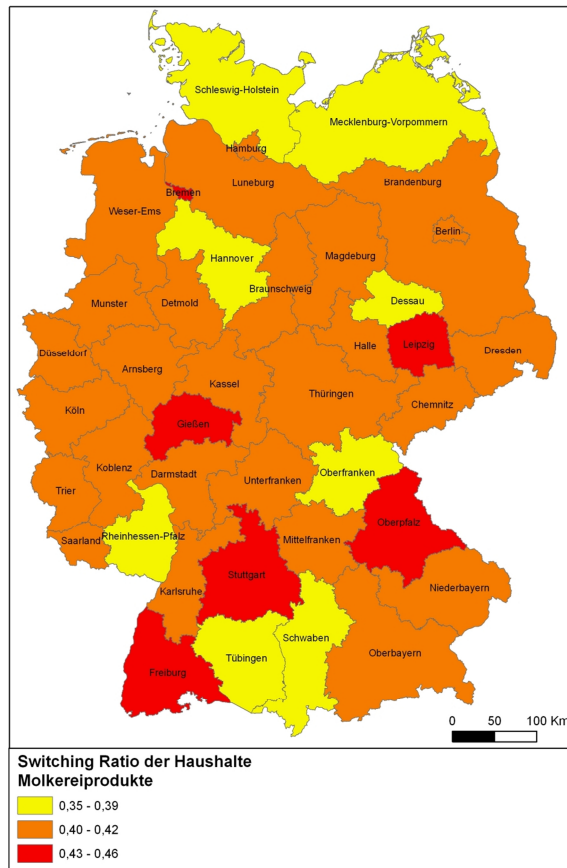 Schleswig-Holstein
Mecklenburg-Vorpommern
Hamburg
Luneburg
Brandenburg
Bremen
Weser-Ems
Berlin
Hannover
Magdeburg
Braunschweig
Dessau
Munster
Detmold
Leipzig
Halle
Düsseldorf
Dresden
Arnsberg
Kassel
Thüringen
Chemnitz
Köln
Gießen
Koblenz
Darmstadt
Oberfranken
Unterfranken
Trier
Oberpfalz
Rheinhessen-Pfalz
Saarland
Mittelfranken
Stuttgart
Karlsruhe
Niederbayern
Schwaben
Oberbayern
Tübingen
Freiburg
0 50 100 Km
Switching Ratio der Haushalte
Molkereiprodukte
0,35 - 0,39
0,40 - 0,42
0,43 - 0,46